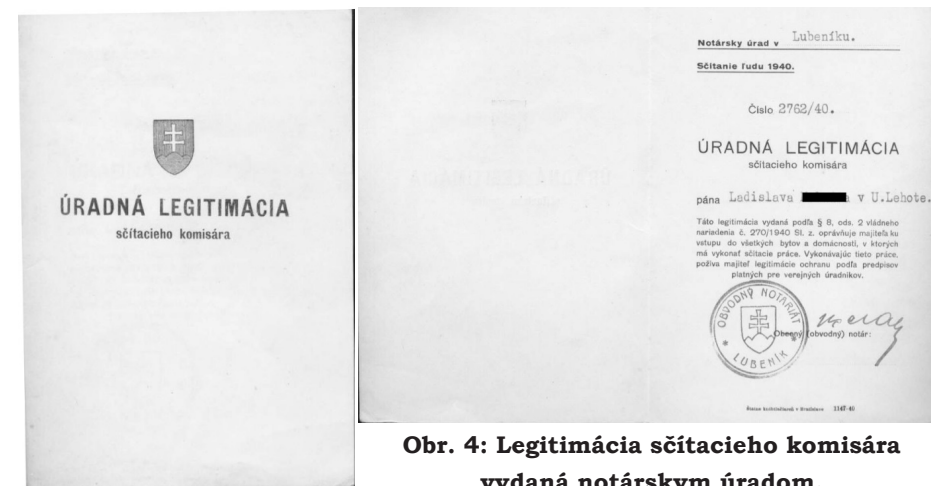 ÚRADNÁ LEGITIMÁCIA
sčítacieho komisára
Notársky úrad v Lubeníku.
Sčítanie ľudu 1940.
Číslo 2762/40.
ÚRADNÁ LEGITIMÁCIA
sčítacieho komisára
pána Ladislava a v U.Lehote.
Táto legitimácia vydaná podľa § 8, ods. 2 vládneho
nariadenia č. 270/1940 Sl. z. oprávňuje majiteľa ku
vstupu do všetkých bytov a domácností, v ktorých
má vykonať sčítacie práce. Vykonávajúc tieto práce,
požíva majiteľ legitimácie ochranu podľa predpisov
platných pre verejných úradníkov.
OBVODNÝ NOTARIÁT
* LUBENÍK *
Obecný (obvodný) notár:
1147-40
Obr. 4: Legitimácia sčítacieho komisára
vydaná notárskym úradom